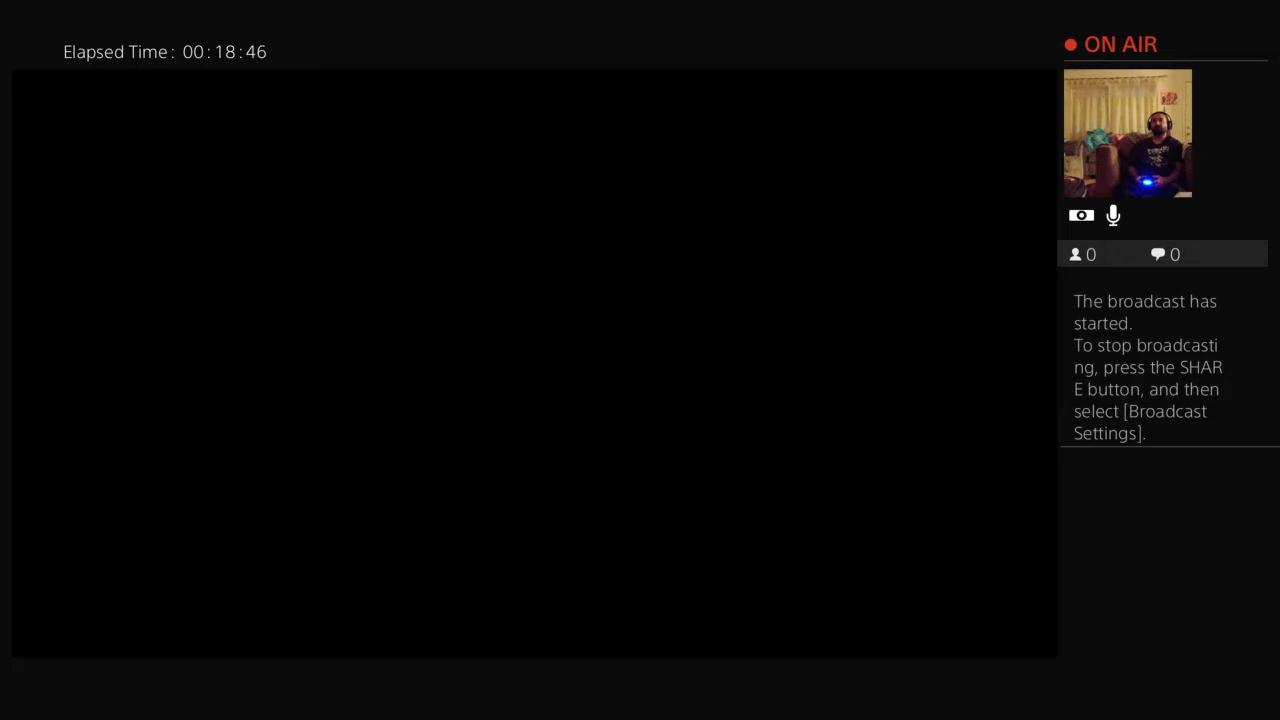 Elapsed Time: 00:18:46
ON AIR
0 0
The broadcast has
started.
To stop broadcasti
ng, press the SHAR
E button, and then
select [Broadcast
Settings].